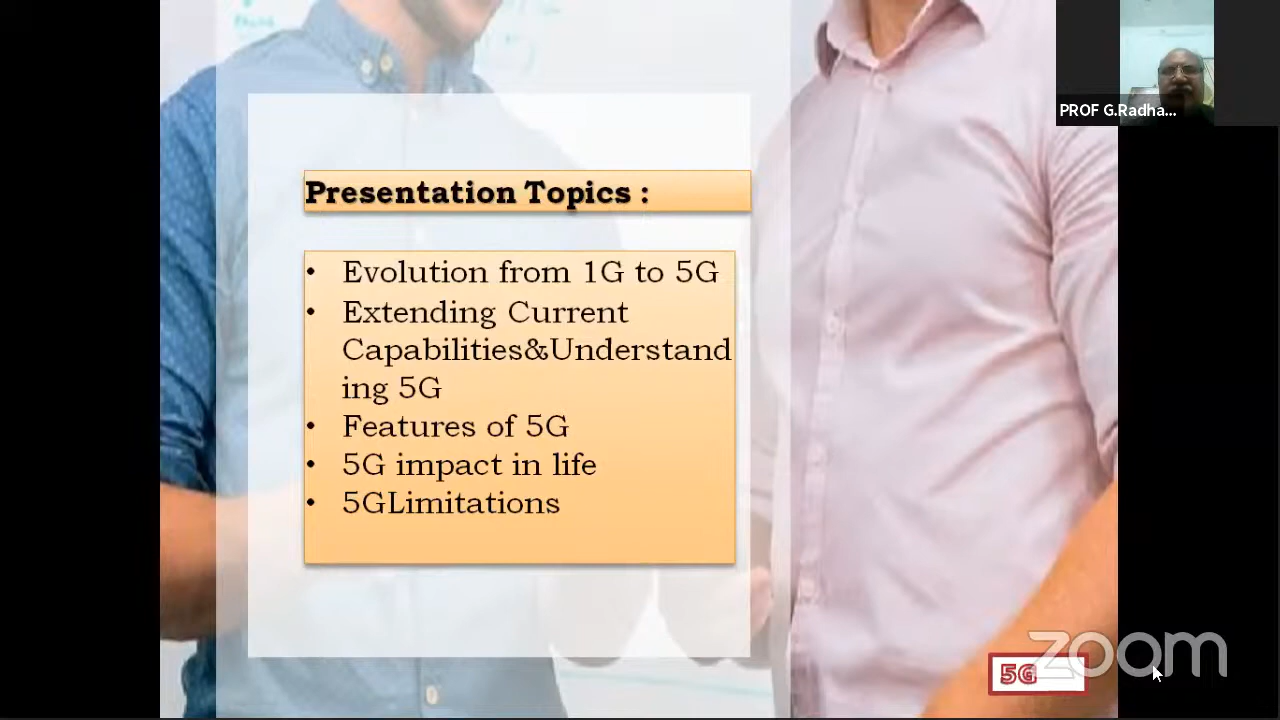 PROF G.Radha...
Presentation Topics :
• Evolution from 1G to 5G
• Extending Current
Capabilities&Understand
ing 5G
• Features of 5G
• 5G impact in life
• 5GLimitations
zoom
5G